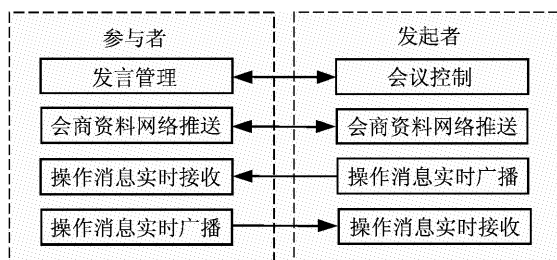 参与者
发起者
发言管理
会议控制
会商资料网络推送
会商资料网络推送
操作消息实时接收
操作消息实时广播
操作消息实时广播
操作消息实时接收